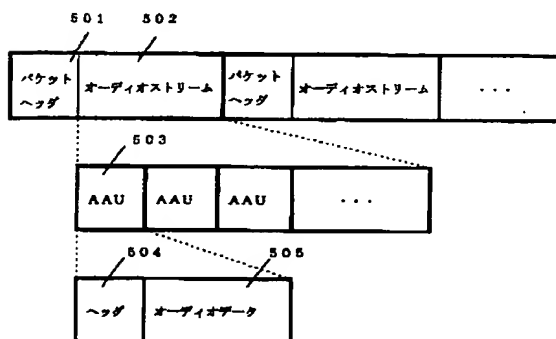 501 502
パケット
ヘッダ
オーディオストリーム
パケット
ヘッダ
オーディオストリーム
・・・
503
AAU AAU AAU ・・・
504 505
ヘッダ オーディオデータ